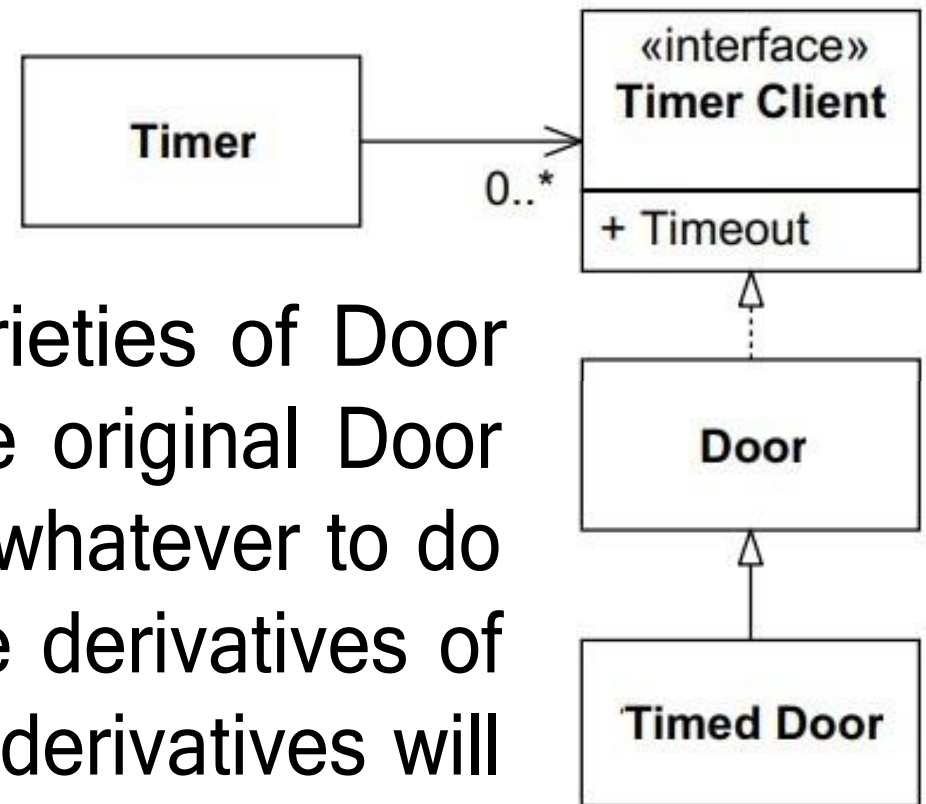 «interface»
Timer Client
Timer
0..*
+ Timeout
rieties of Door
e original Door
Door
whatever to do
e derivatives of
Timed Door
derivatives will